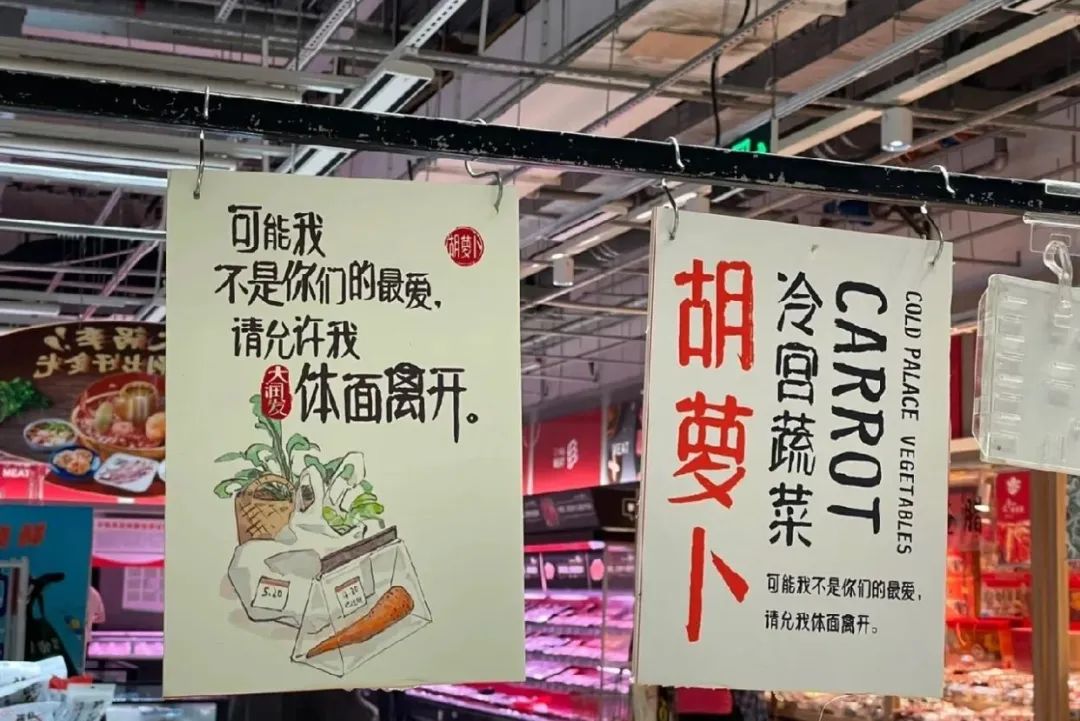 可能我
不是你们的最爱，
请允许我
体面离开。
胡萝卜
大润发
5.20
胡萝卜
冷宫蔬菜
CARROT
COLD PALACE VEGETABLES
可能我不是你们的最爱，
请允我体面离开。
MEAT